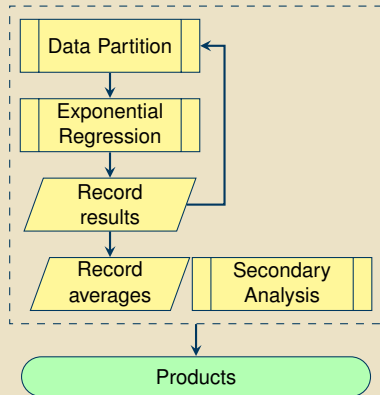 Data Partition
Exponential
Regression
Record
results
Record
averages
Secondary
Analysis
Products